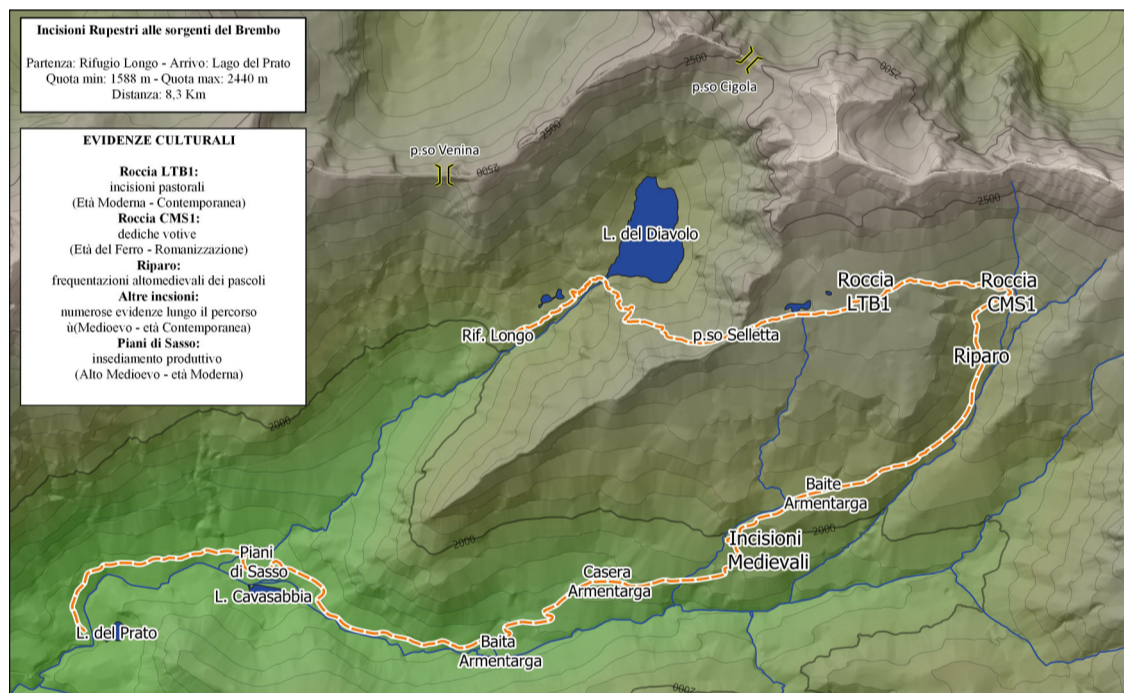 Incisioni Rupestri alle sorgenti del Brembo
Partenza: Rifugio Longo - Arrivo: Lago del Prato
Quota min: 1588 m - Quota max: 2440 m
Distanza: 8,3 Km
EVIDENZE CULTURALI
Roccia LTB1:
incisioni pastorali
(Età Moderna - Contemporanea)
Roccia CMS1:
dediche votive
(Età del Ferro - Romanizzazione)
Riparo:
frequentazioni altomedievali dei pascoli
Altre incsioni:
numerose evidenze lungo il percorso
ù(Medioevo - età Contemporanea)
Piani di Sasso:
insediamento produttivo
(Alto Medioevo - età Moderna)
2500
p.so Cigola
2500
2500
p.so Venina
2500
2500
L. del Diavolo
Roccia
LTB1
Roccia
CMS1
Rif. Longo
p.so Selletta
Riparo
2000
Baite
Armentarga
2000
2000
Incisioni
Medievali
Piani
di Sasso
L. Cavasabbia
Casera
Armentarga
L. del Prato
Baita
Armentarga
2000